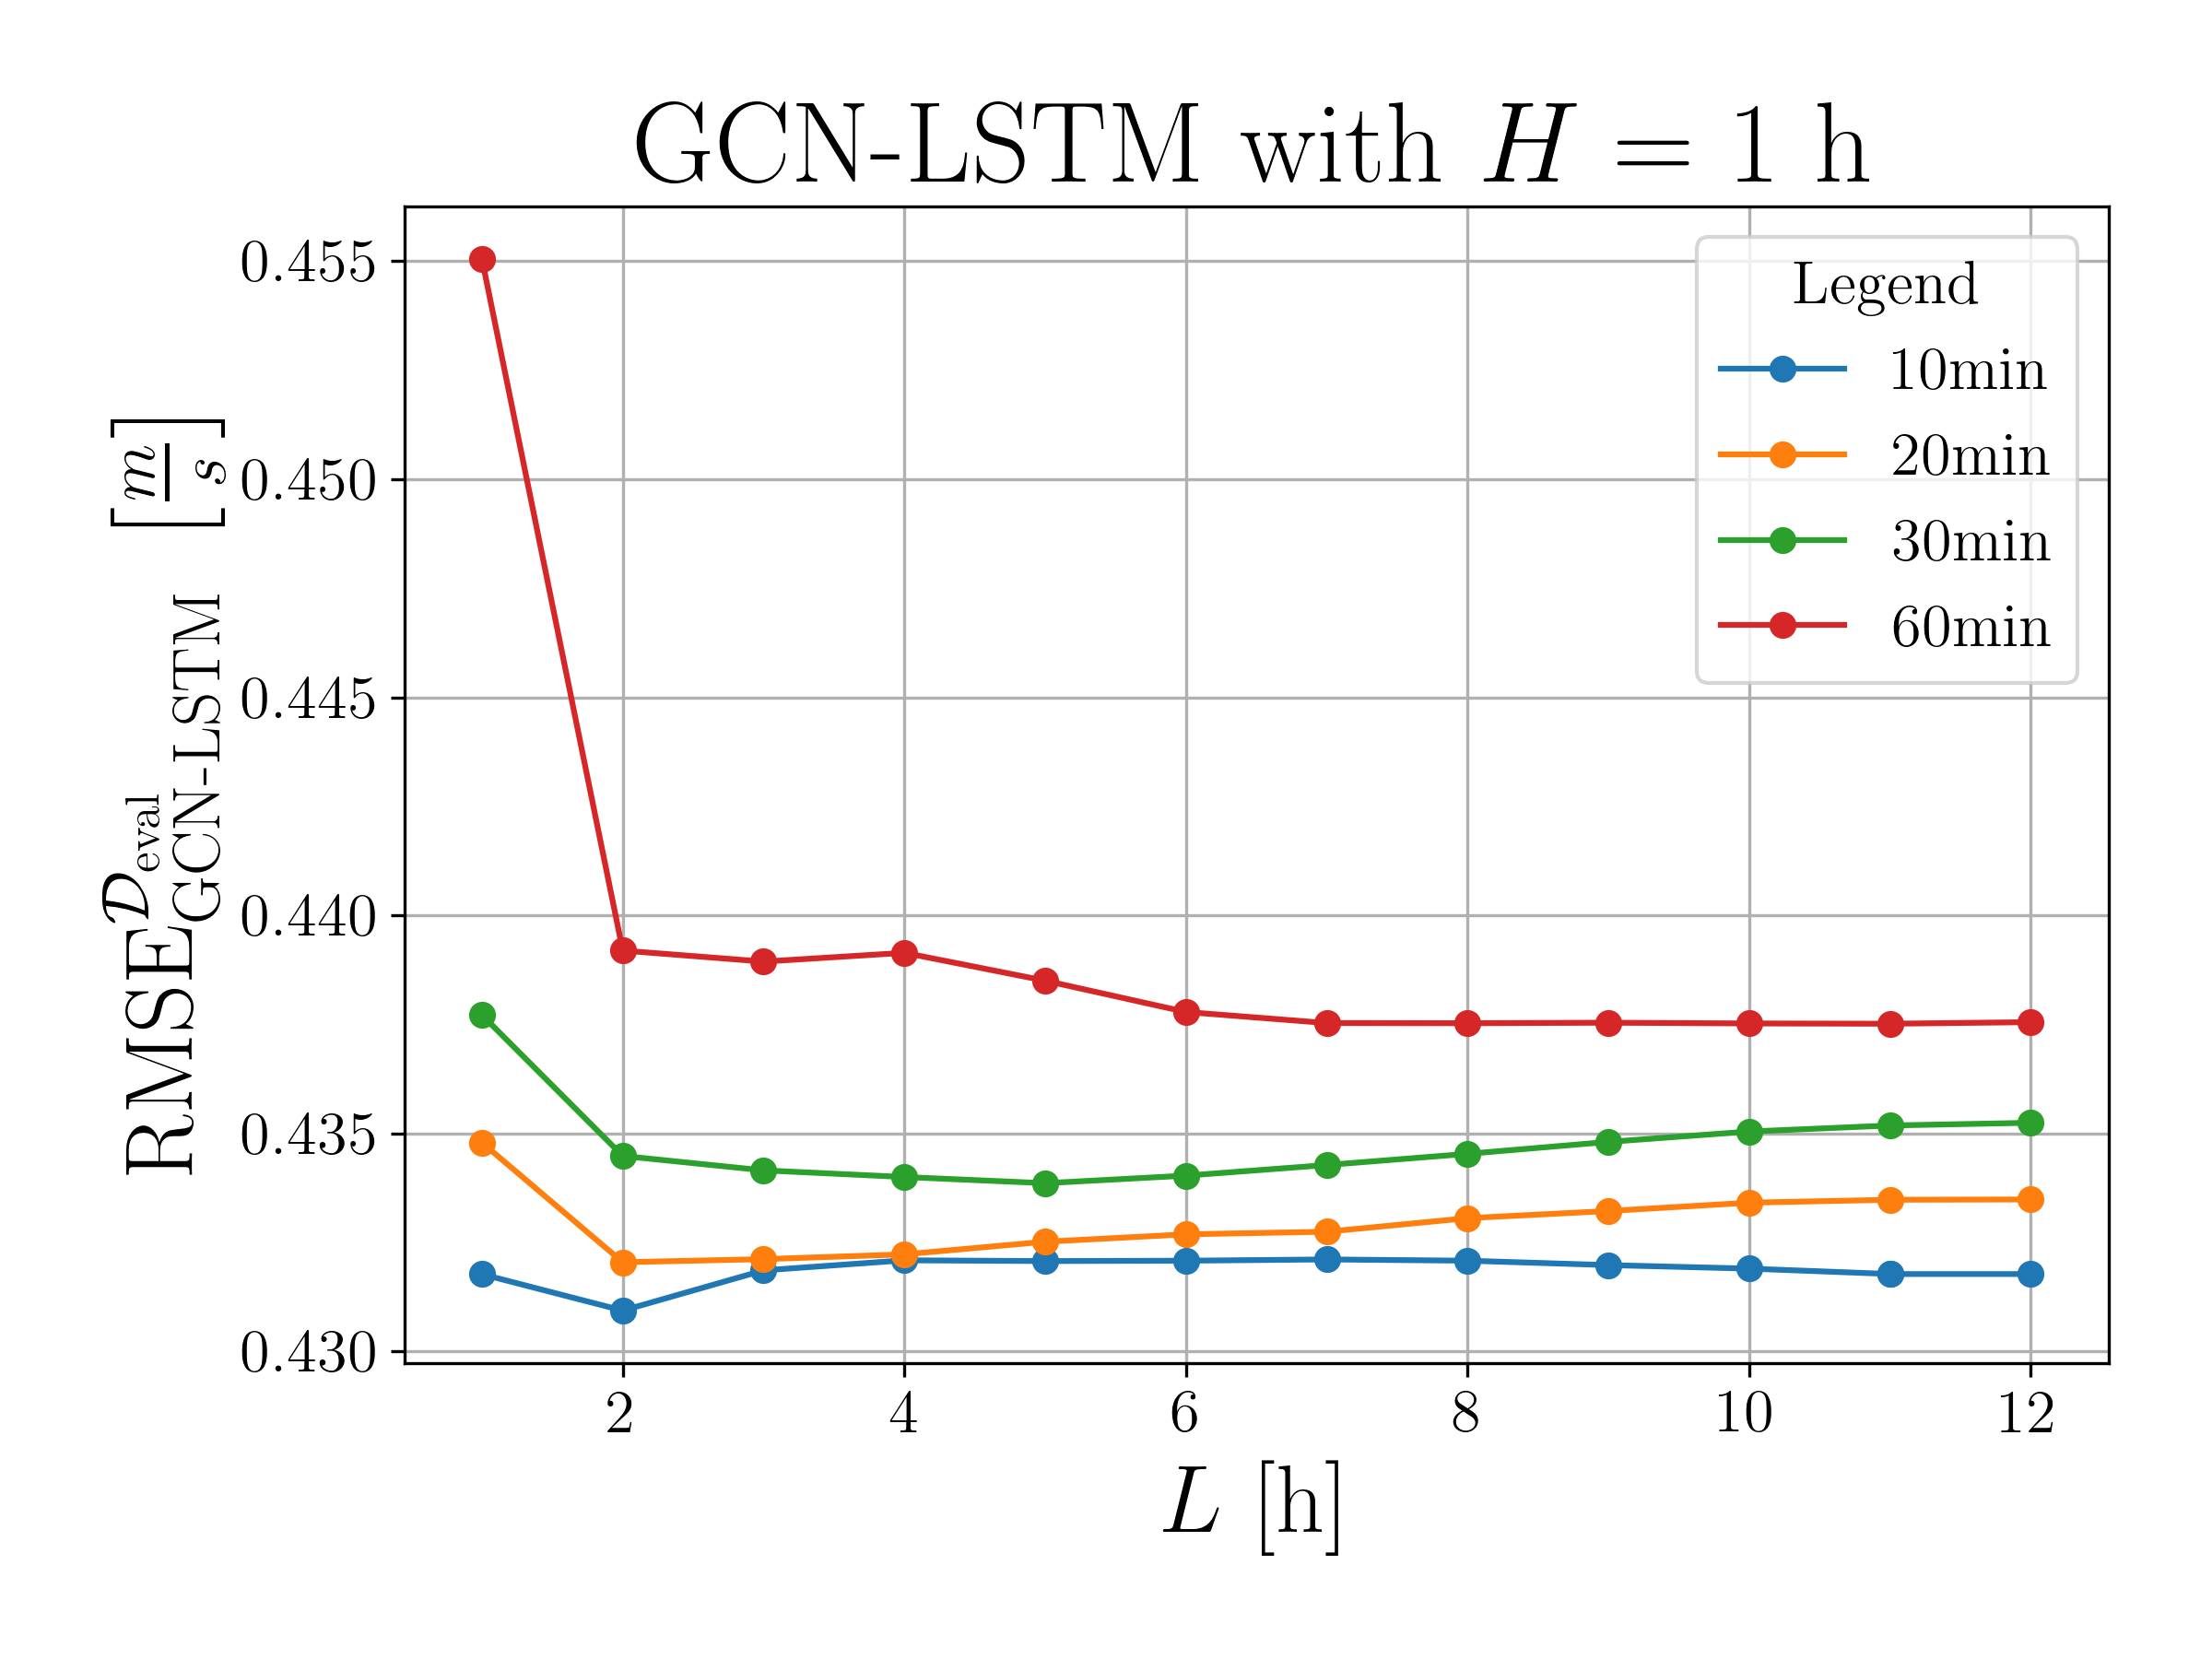 GCN-LSTM with H = 1 h
RMSE^{𝒟_eval}_{GCN-LSTM} [m/s]
0.455
0.450
0.445
0.440
0.435
0.430
Legend
10min
20min
30min
60min
2 4 6 8 10 12
L [h]